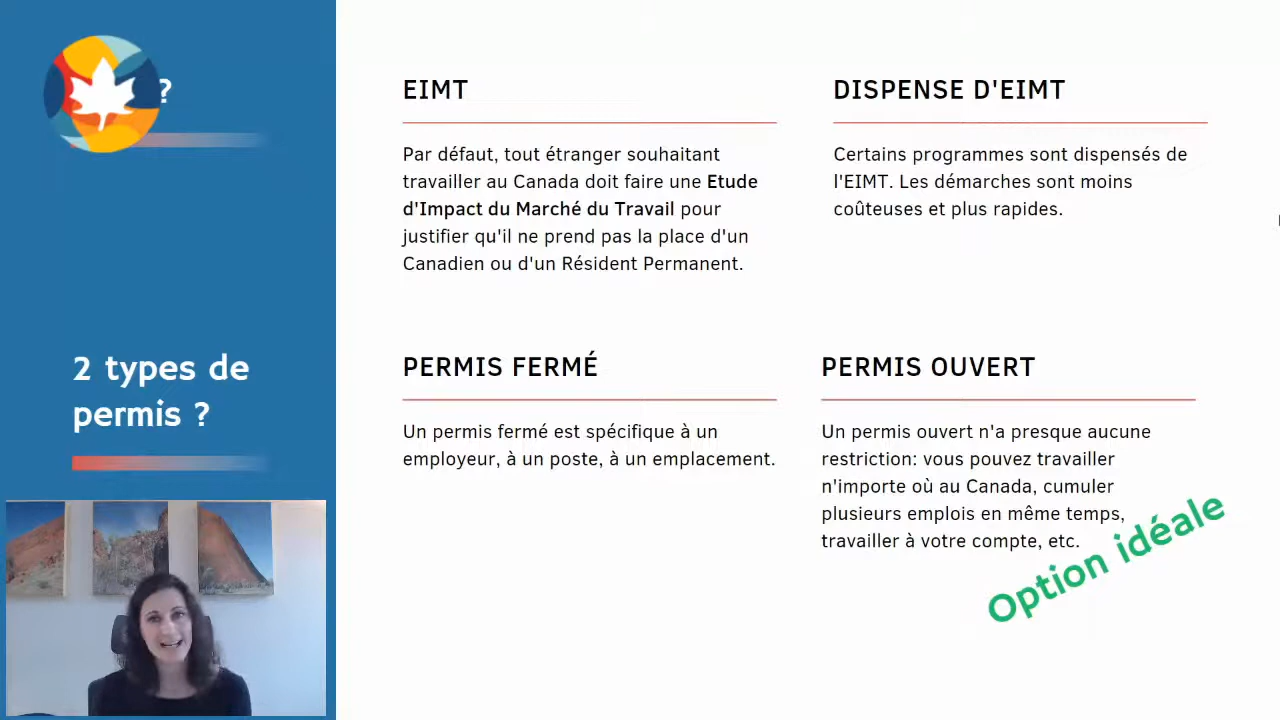 ?
EIMT
Par défaut, tout étranger souhaitant
travailler au Canada doit faire une Etude
d'Impact du Marché du Travail pour
justifier qu'il ne prend pas la place d'un
Canadien ou d'un Résident Permanent.
DISPENSE D'EIMT
Certains programmes sont dispensés de
l'EIMT. Les démarches sont moins
coûteuses et plus rapides.
2 types de
permis ?
PERMIS FERMÉ
Un permis fermé est spécifique à un
employeur, à un poste, à un emplacement.
PERMIS OUVERT
Un permis ouvert n'a presque aucune
restriction: vous pouvez travailler
n'importe où au Canada, cumuler
plusieurs emplois en même temps,
travailler à votre compte, etc.
Option idéale